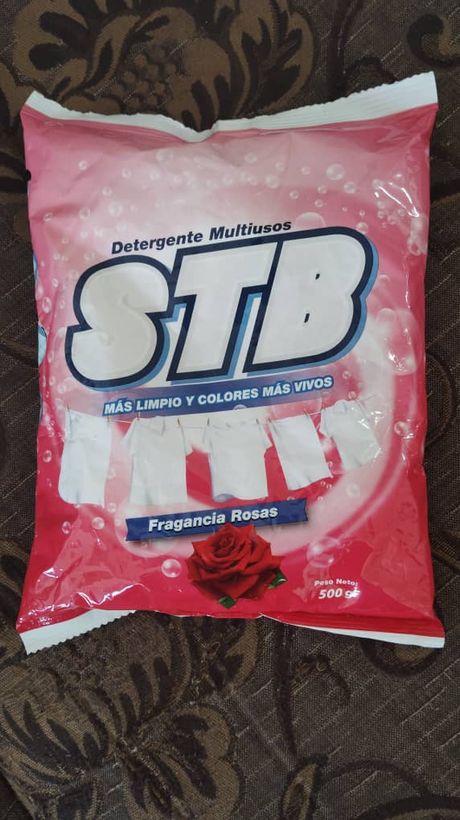 Detergente Multiusos
STB
MÁS LIMPIO Y COLORES MÁS VIVOS
Fragancia Rosas
Peso Neto:
500 g